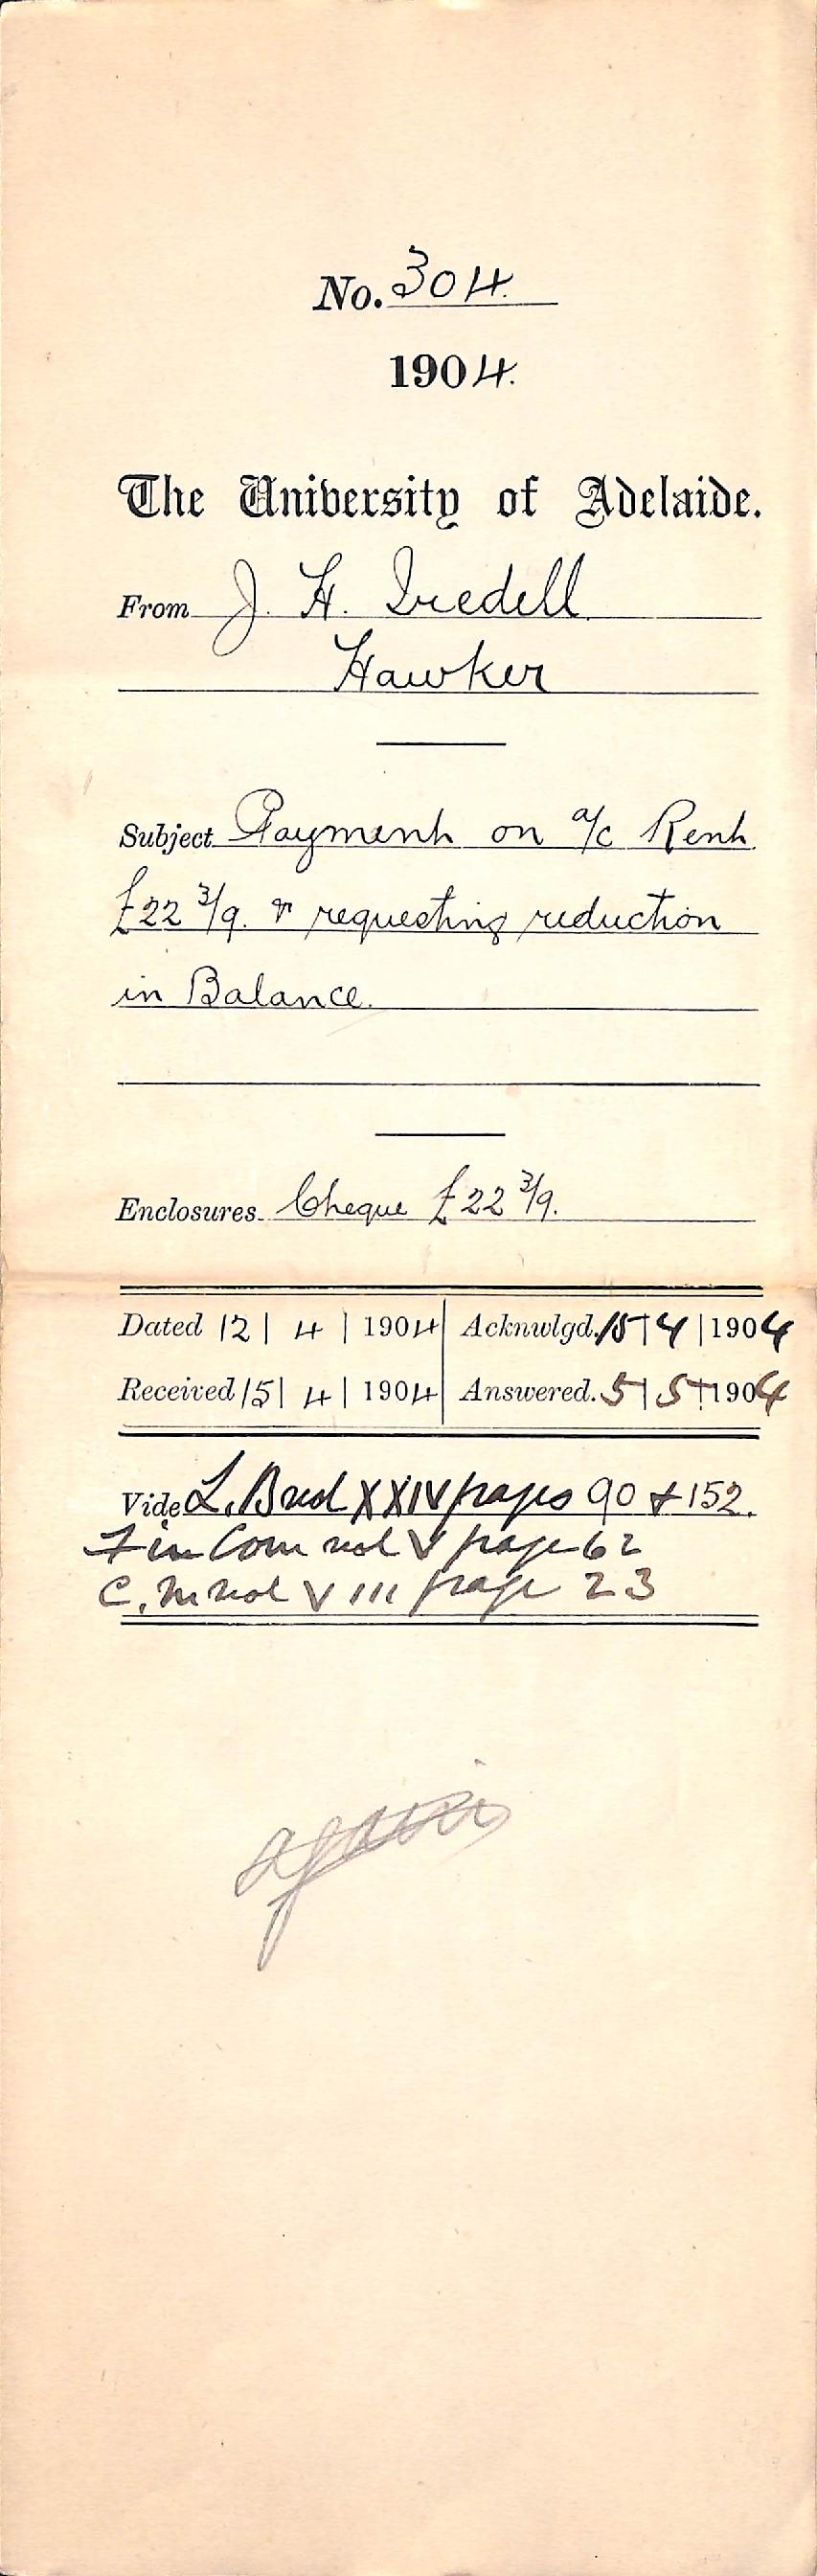 No. 304.
1904.
The University of Adelaide.
From J. H. Iredell
Hawker
Subject Payment on a/c Rent
£22 3/9. & requesting reduction
in Balance.
Enclosures. Cheque £22 3/9.
Dated 12 | 4 | 1904 Acknwlgd. 15 | 4 | 1904
Received 15 | 4 | 1904 Answered. 5 | 5 | 1904
Vide L. B vol XXIV pages 90 & 152.
Fin Com vol V page 62
C. M vol VIII page 23